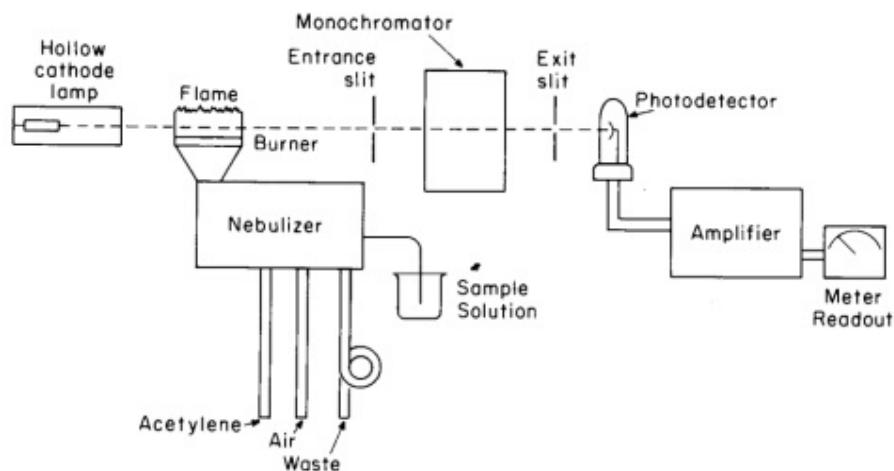 Monochromator
Hollow
cathode
lamp
Entrance
slit
Exit
slit
Flame
Photodetector
Burner
Nebulizer
Amplifier
Sample
Solution
Meter
Readout
Acetylene
Air
Waste